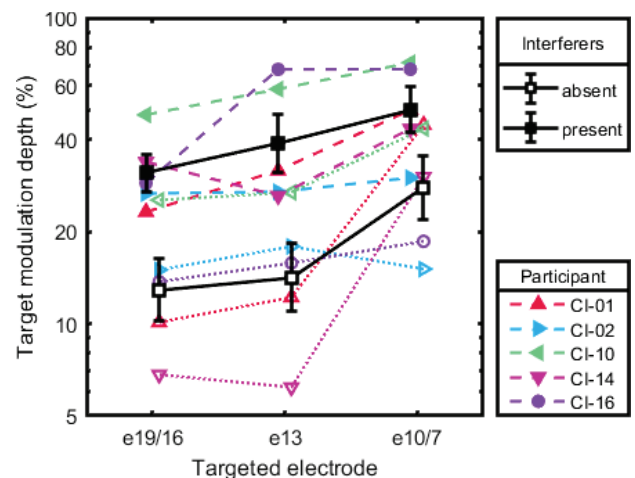 100
80
60
40
20
10
5
Target modulation depth (%)
e19/16
e13
e10/7
Targeted electrode
Interferers
absent
present
Participant
CI-01
CI-02
CI-10
CI-14
CI-16